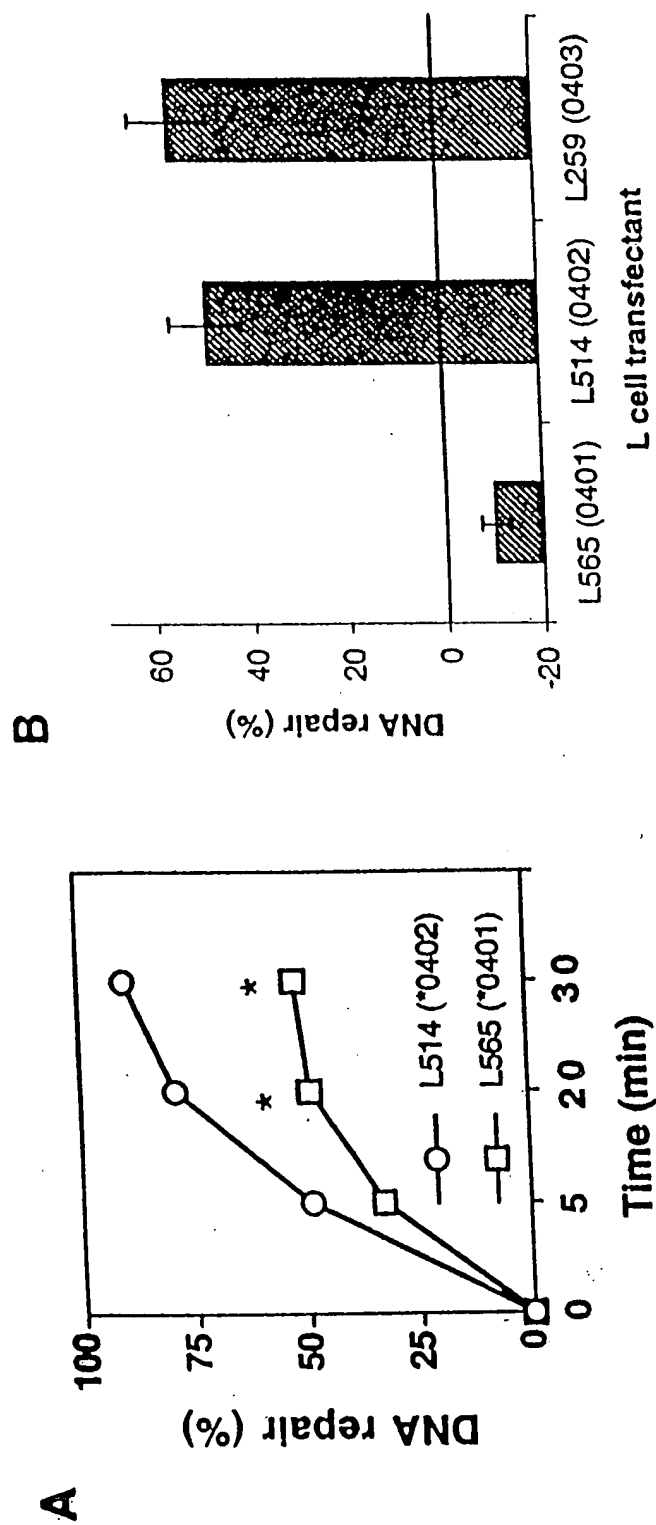 A
DNA repair (%)
100
75
50
25
0
*
*
L514 (*0402)
L565 (*0401)
0
5
20
30
Time (min)
B
DNA repair (%)
60
40
20
0
-20
L565 (0401)
L514 (0402)
L259 (0403)
L cell transfectant